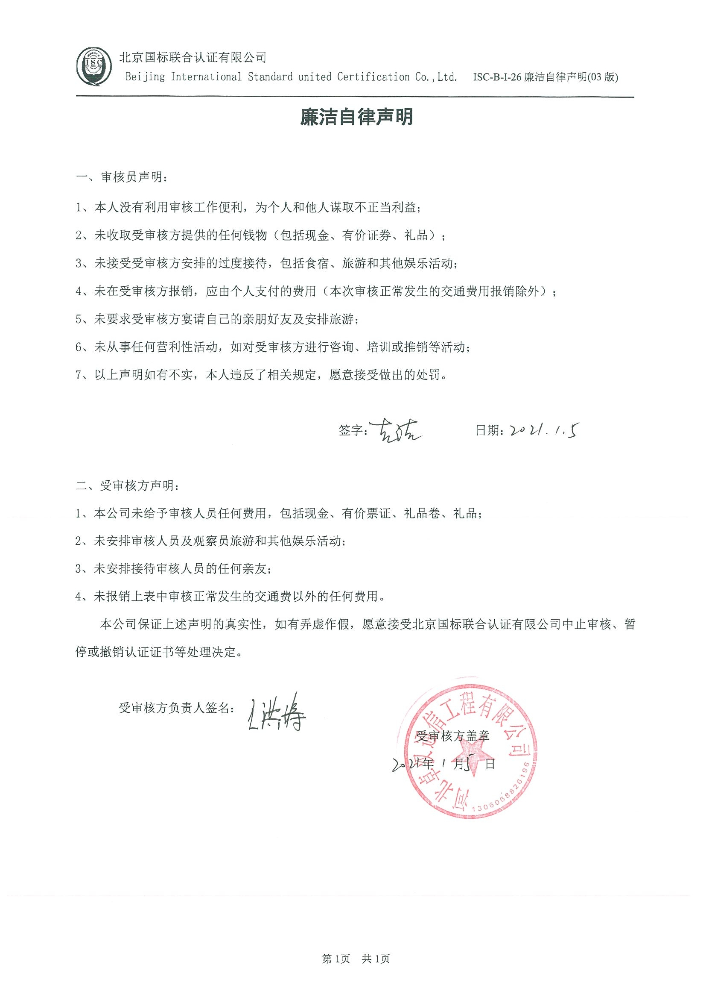 ISC
北京国标联合认证有限公司
Beijing International Standard united Certification Co.,Ltd. ISC-B-I-26 廉洁自律声明(03 版)
廉洁自律声明
一、审核员声明：
1、本人没有利用审核工作便利，为个人和他人谋取不正当利益；
2、未收取受审核方提供的任何钱物（包括现金、有价证券、礼品）；
3、未接受受审核方安排的过度接待，包括食宿、旅游和其他娱乐活动；
4、未在受审核方报销，应由个人支付的费用（本次审核正常发生的交通费用报销除外）；
5、未要求受审核方宴请自己的亲朋好友及安排旅游；
6、未从事任何营利性活动，如对受审核方进行咨询、培训或推销等活动；
7、以上声明如有不实，本人违反了相关规定，愿意接受做出的处罚。
签字： 日期：2021.1.5
二、受审核方声明：
1、本公司未给予审核人员任何费用，包括现金、有价票证、礼品卷、礼品；
2、未安排审核人员及观察员旅游和其他娱乐活动；
3、未安排接待审核人员的任何亲友；
4、未报销上表中审核正常发生的交通费以外的任何费用。
本公司保证上述声明的真实性，如有弄虚作假，愿意接受北京国标联合认证有限公司中止审核、暂
停或撤销认证证书等处理决定。
受审核方负责人签名：
河北卓汉通信工程有限公司
受审核方盖章
2021年1月5日
1306068826196
第 1页 共 1页